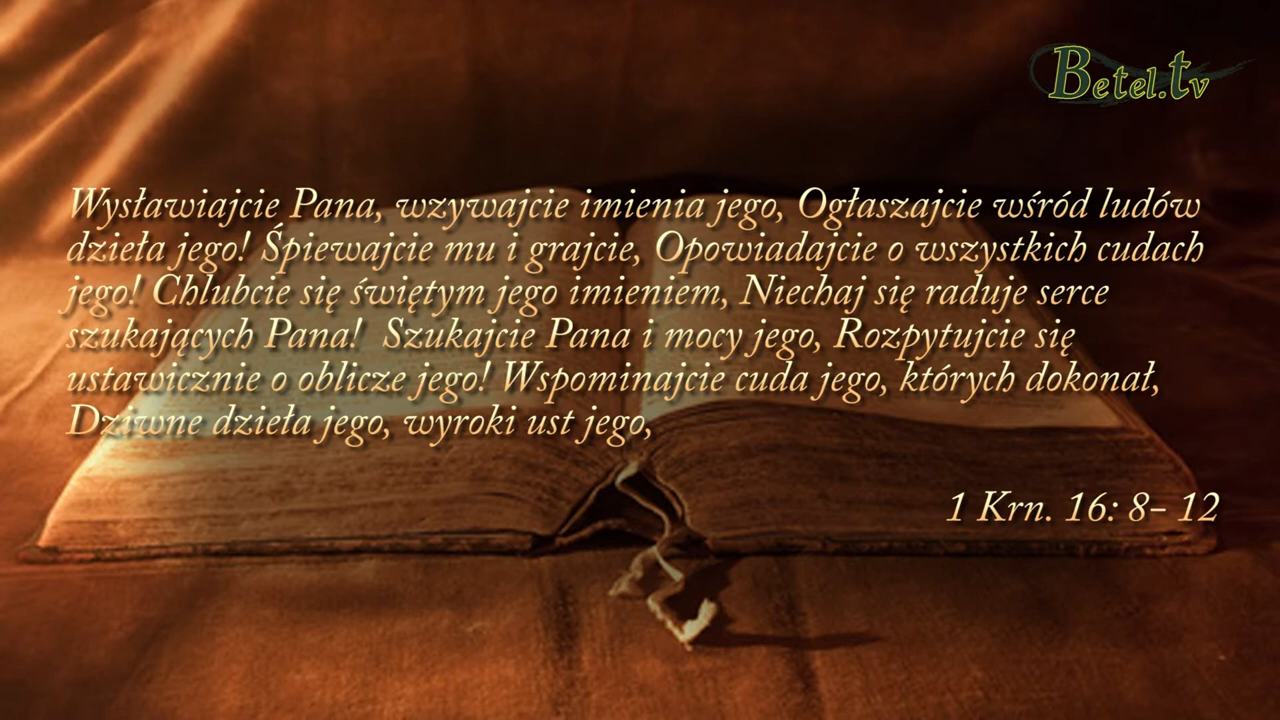 Betel.tv
Wysławiajcie Pana, wzywajcie imienia jego, Ogłaszajcie wśród ludów
dzieła jego! Śpiewajcie mu i grajcie, Opowiadajcie o wszystkich cudach
jego! Chlubcie się świętym jego imieniem, Niechaj się raduje serce
szukających Pana!  Szukajcie Pana i mocy jego, Rozpytujcie się
ustawicznie o oblicze jego! Wspominajcie cuda jego, których dokonał,
Dziwne dzieła jego, wyroki ust jego,
1 Krn. 16: 8- 12